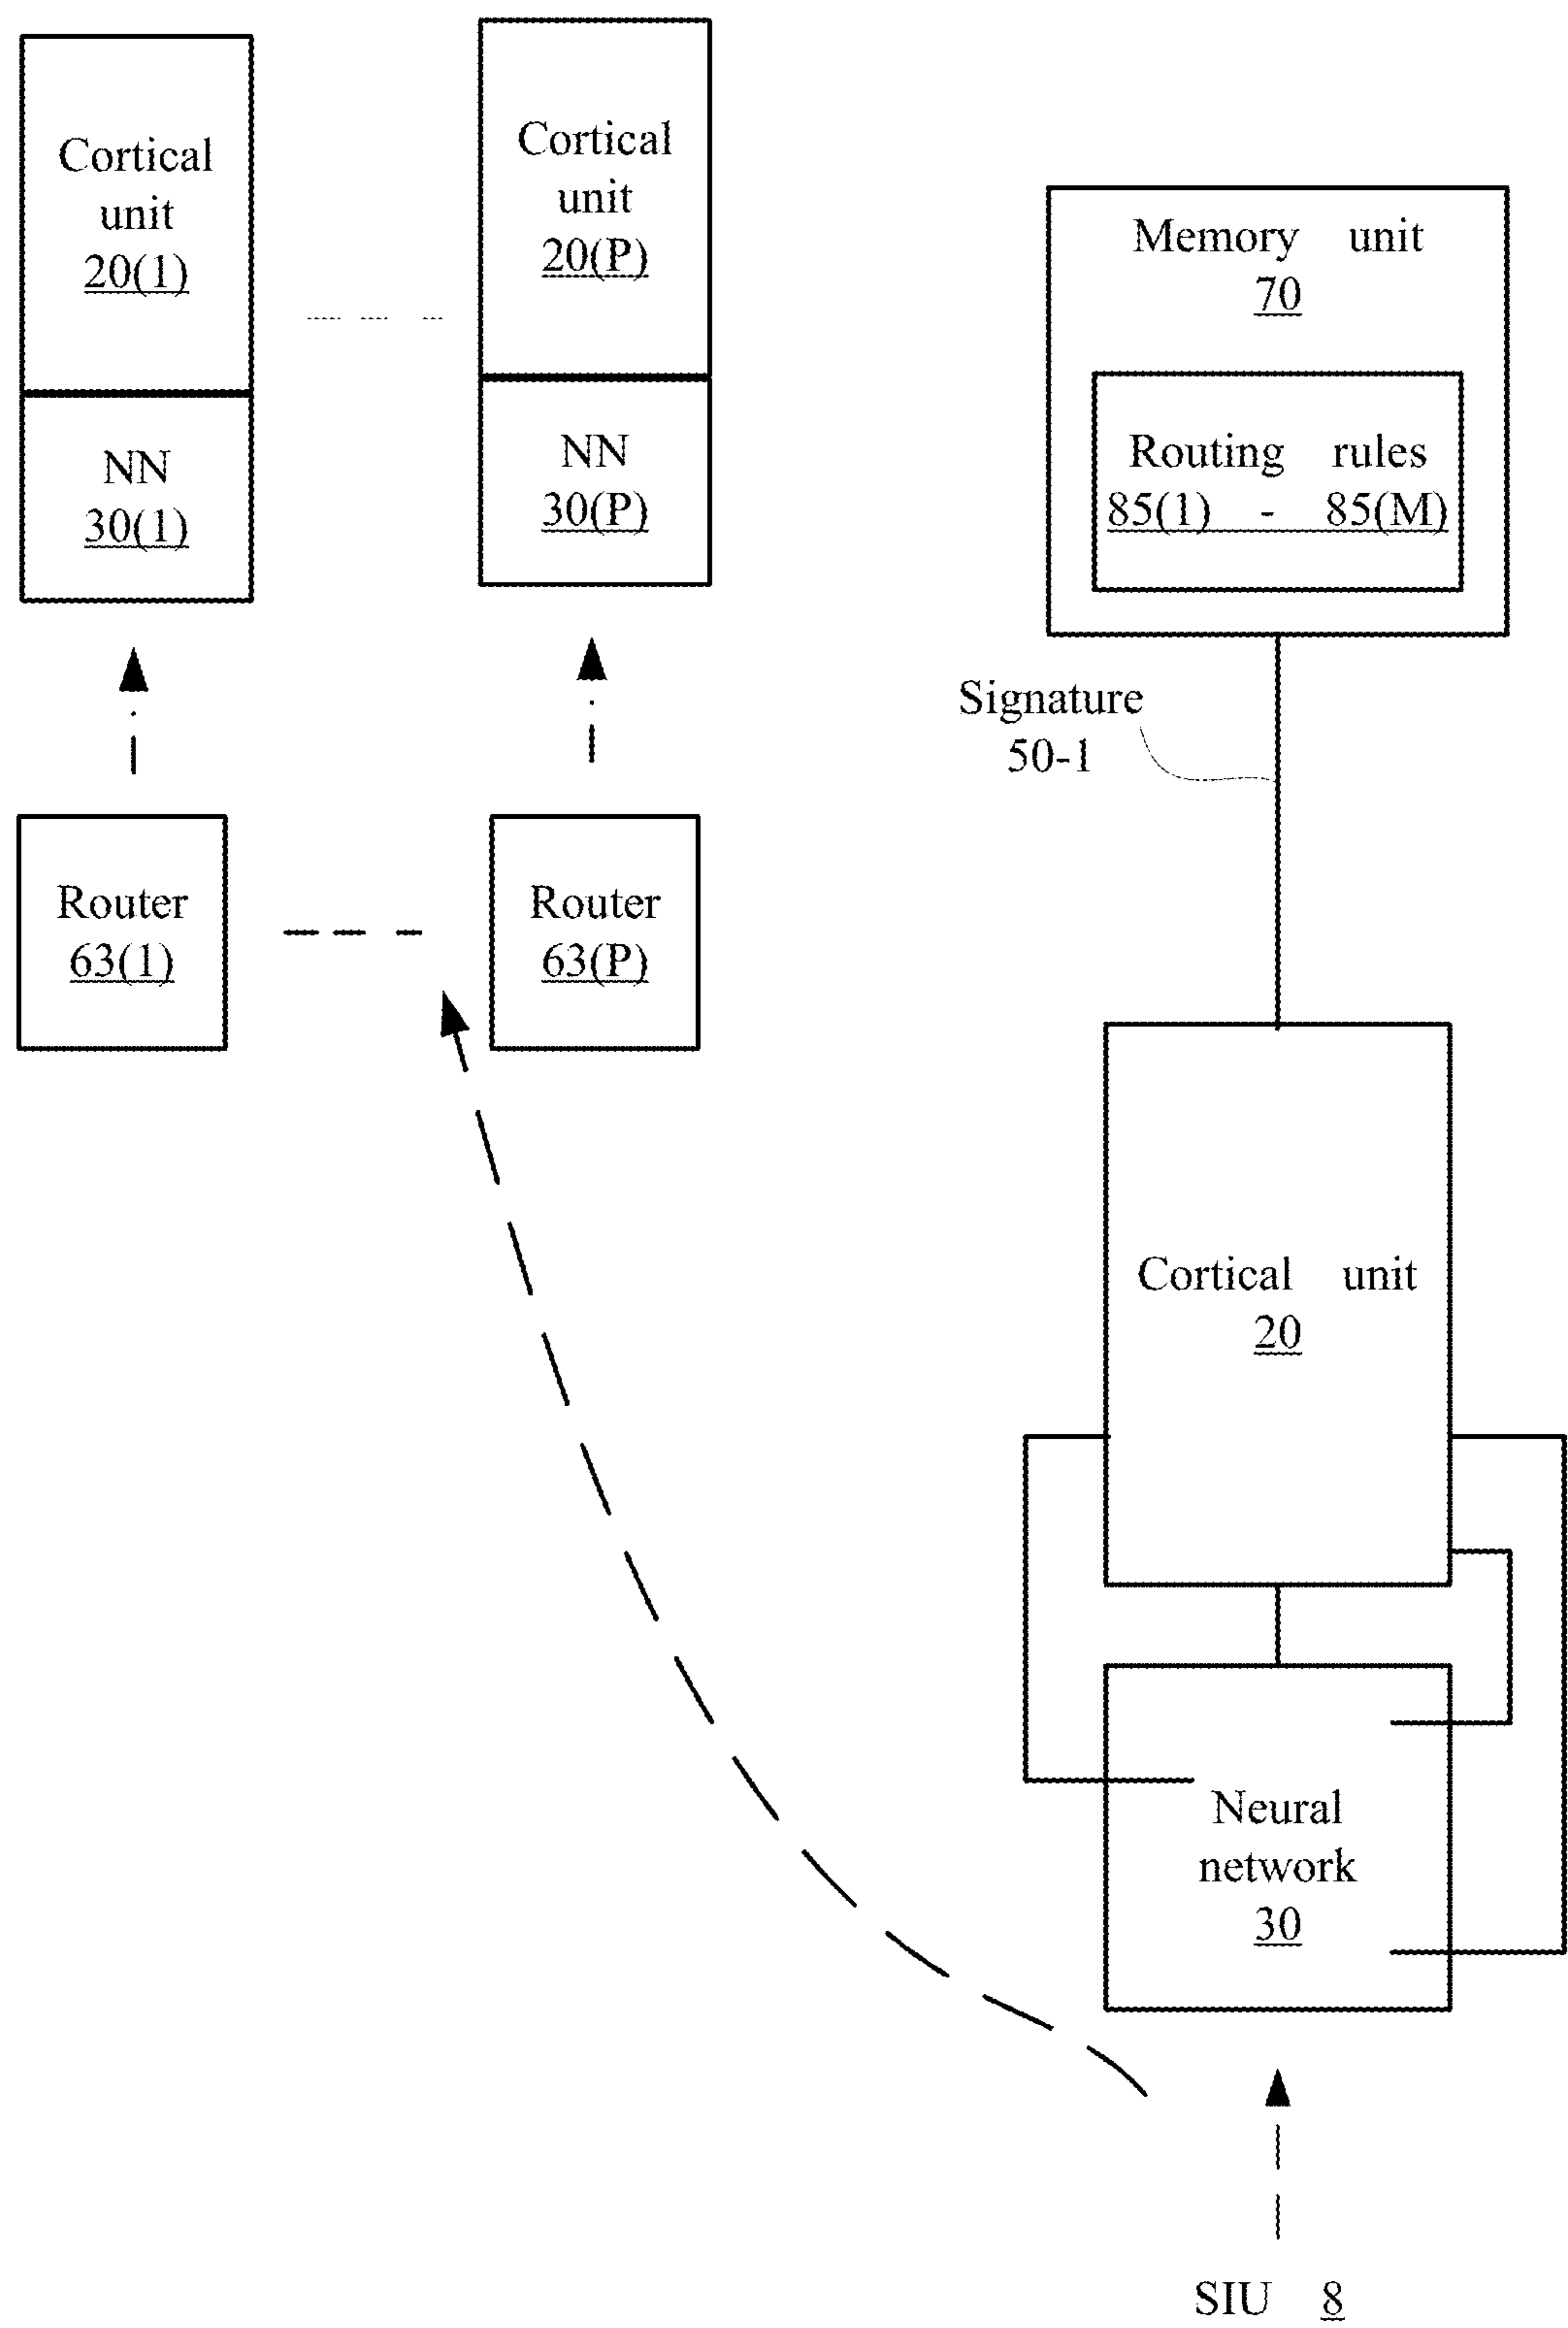 Cortical
unit
20(1)
NN
30(1)
Cortical
unit
20(P)
NN
30(P)
Memory unit
70
Routing rules
85(1) - 85(M)
Signature
50-1
Router
63(1)
Router
63(P)
Cortical unit
20
Neural
network
30
SIU 8